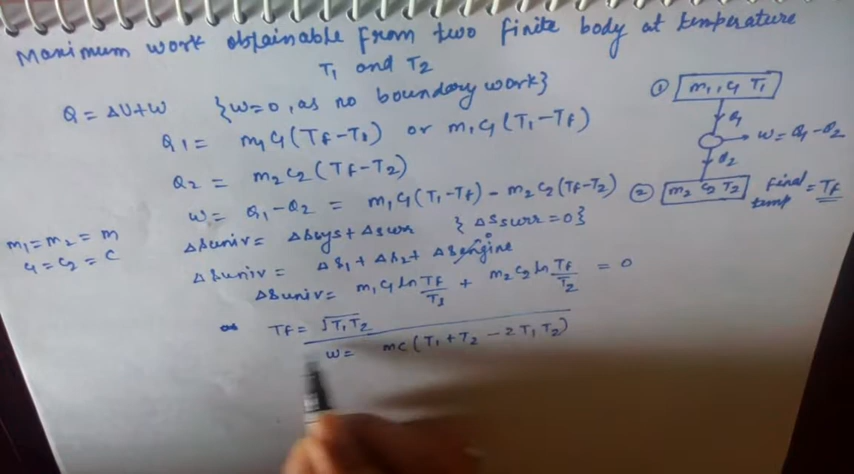 Maximum work obtainable from two finite body at temperature
T1 and T2
Q = ΔU+W {W=0, as no boundary work}
Q1 = m1C1(TF-T1) or m1C1(T1-TF)
Q2 = m2C2(TF-T2)
W = Q1-Q2 = m1C1(T1-TF) - m2C2(TF-T2)
m1=m2=m
C1=C2=C
ΔSuniv= ΔSsys+ΔSsurr {ΔSsurr=0}
ΔSuniv= ΔS1+ΔS2+ΔSengine 0
ΔSuniv= m1C1ln TF/T1 + m2C2ln TF/T2 = 0
or TF= √T1T2
W= mc(T1+T2-2T1T2)
① m1, C1 T1
Q1
W=Q1-Q2
Q2
② m2 C2 T2 Final temp = TF